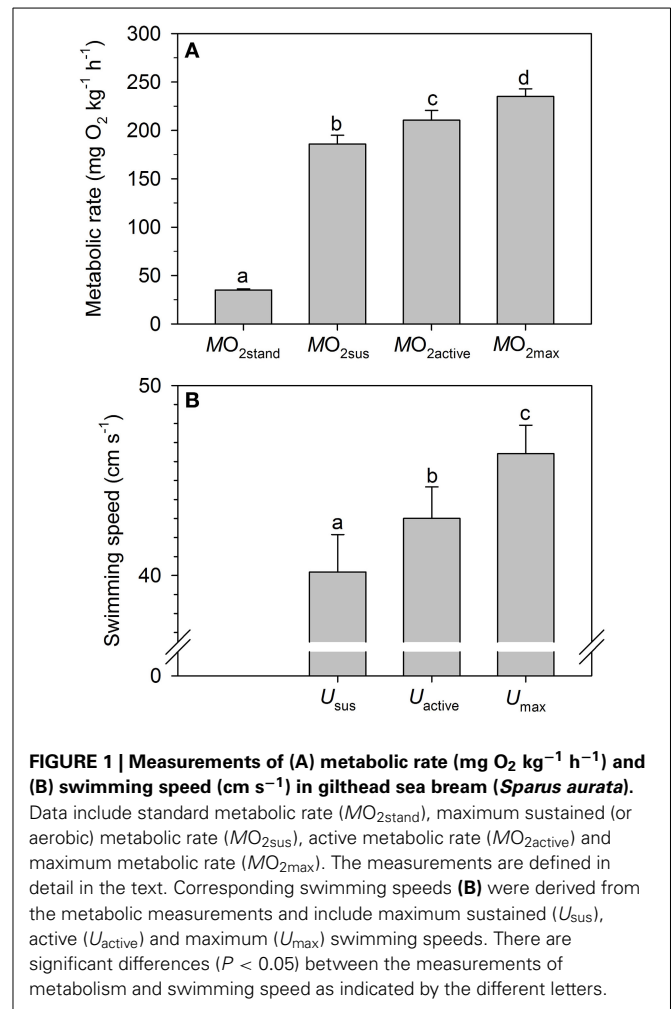 300
250
200
150
100
50
0
Metabolic rate (mg O₂ kg⁻¹ h⁻¹)
A
a
b
c
d
MO₂stand MO₂sus MO₂active MO₂max
50
40
0
Swimming speed (cm s⁻¹)
B
a
b
c
Usus Uactive Umax
FIGURE 1 | Measurements of (A) metabolic rate (mg O₂ kg⁻¹ h⁻¹) and
(B) swimming speed (cm s⁻¹) in gilthead sea bream (Sparus aurata).
Data include standard metabolic rate (MO₂stand), maximum sustained (or
aerobic) metabolic rate (MO₂sus), active metabolic rate (MO₂active) and
maximum metabolic rate (MO₂max). The measurements are defined in
detail in the text. Corresponding swimming speeds (B) were derived from
the metabolic measurements and include maximum sustained (Usus),
active (Uactive) and maximum (Umax) swimming speeds. There are
significant differences (P < 0.05) between the measurements of
metabolism and swimming speed as indicated by the different letters.